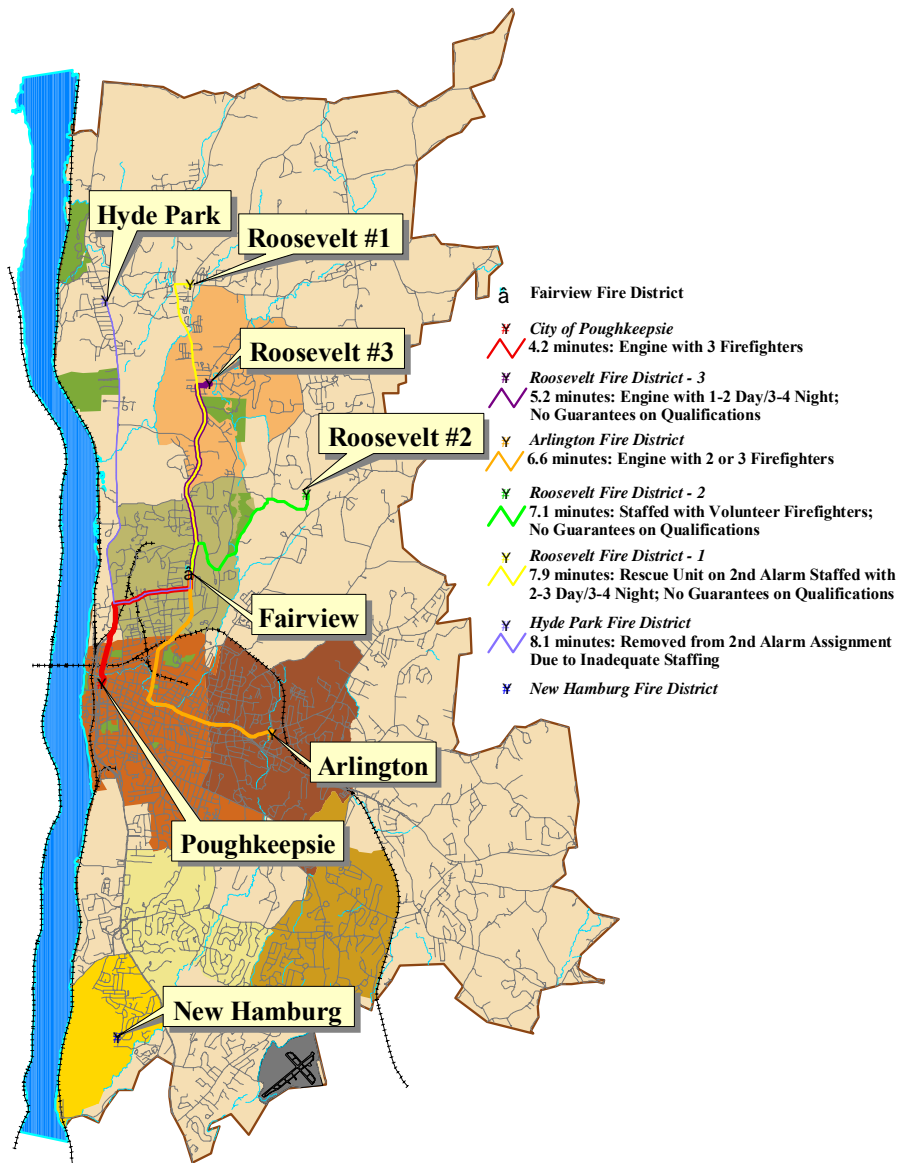 Hyde Park
Roosevelt #1
Roosevelt #3
Roosevelt #2
Fairview
Arlington
Poughkeepsie
New Hamburg
â Fairview Fire District
City of Poughkeepsie
4.2 minutes: Engine with 3 Firefighters
Roosevelt Fire District - 3
5.2 minutes: Engine with 1-2 Day/3-4 Night;
No Guarantees on Qualifications
Arlington Fire District
6.6 minutes: Engine with 2 or 3 Firefighters
Roosevelt Fire District - 2
7.1 minutes: Staffed with Volunteer Firefighters;
No Guarantees on Qualifications
Roosevelt Fire District - 1
7.9 minutes: Rescue Unit on 2nd Alarm Staffed with
2-3 Day/3-4 Night; No Guarantees on Qualifications
Hyde Park Fire District
8.1 minutes: Removed from 2nd Alarm Assignment
Due to Inadequate Staffing
New Hamburg Fire District